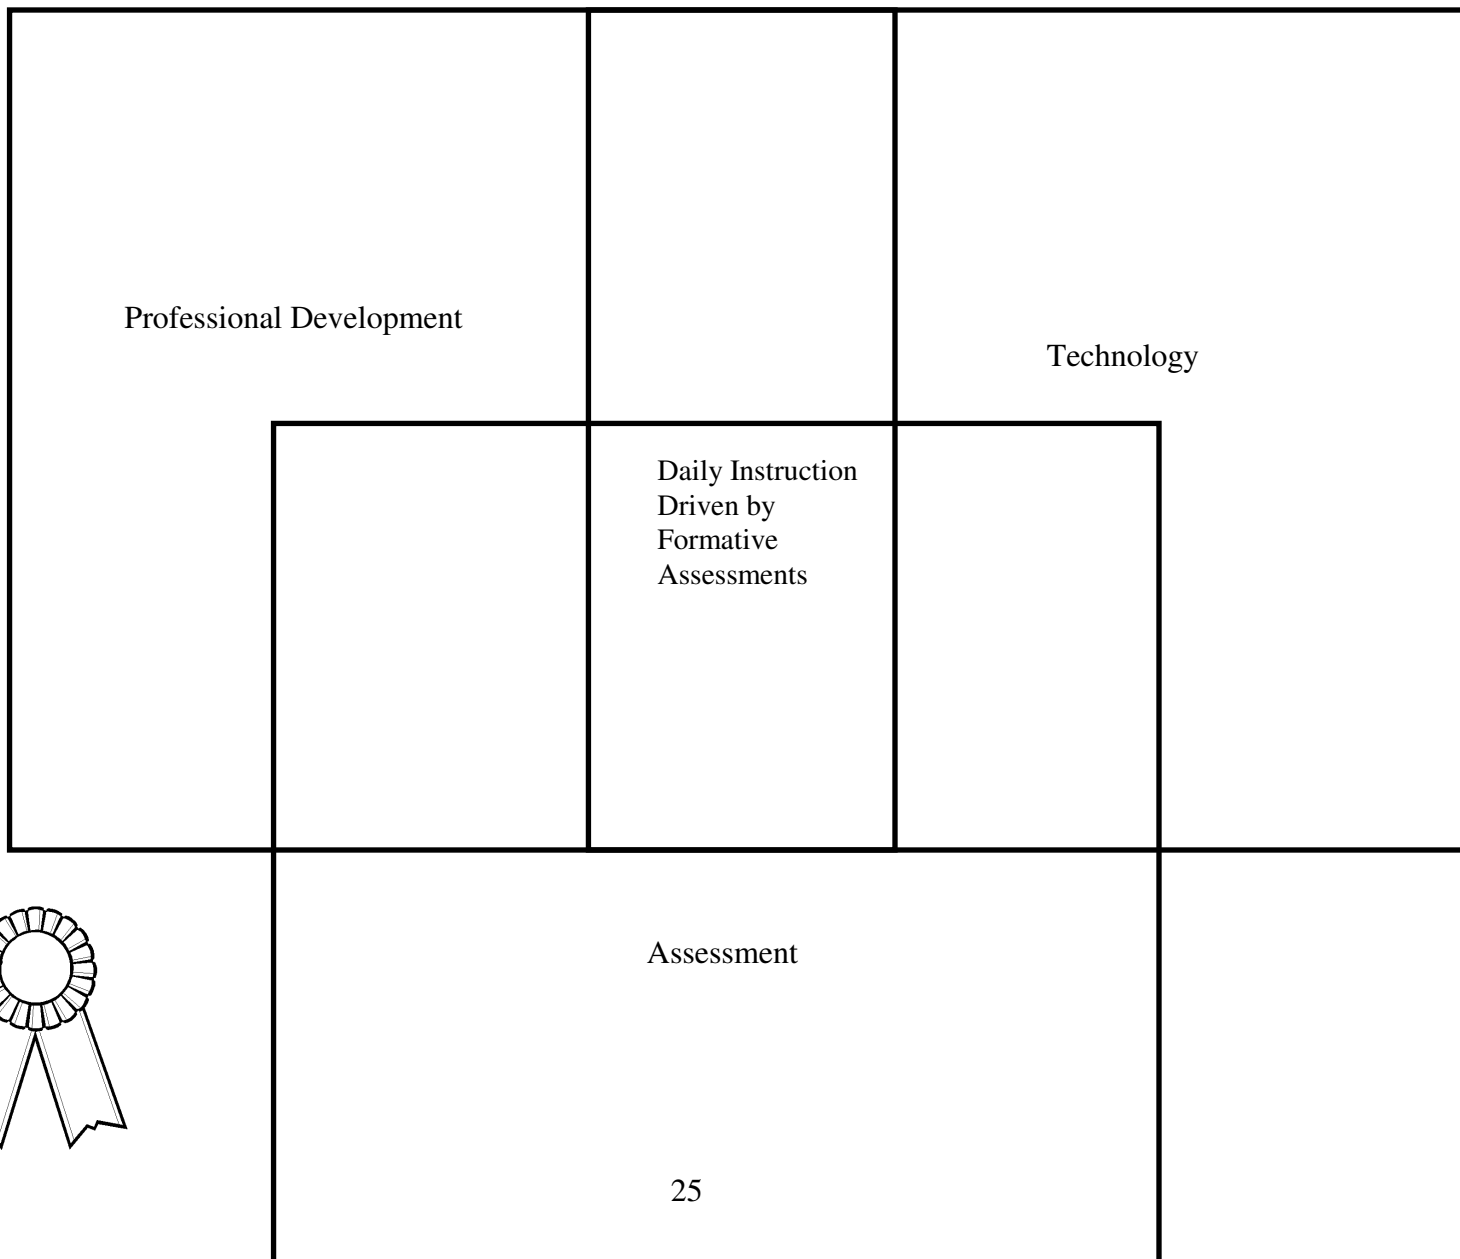 Professional Development
Technology
Daily Instruction
Driven by
Formative
Assessments
Assessment
25